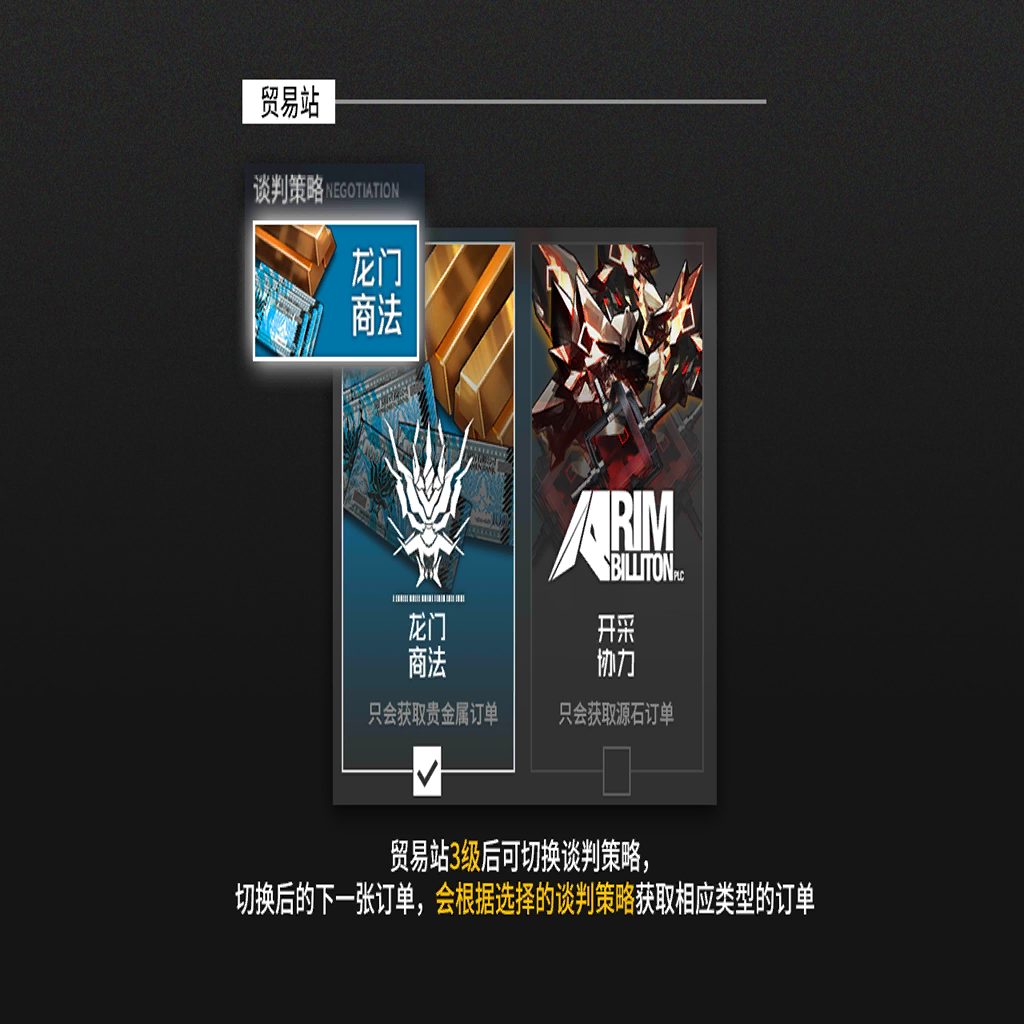 贸易站
谈判策略 NEGOTIATION
龙门
商法
RIM
BILLITON PLC
龙门
商法
开采
协力
只会获取贵金属订单
只会获取源石订单
贸易站3级后可切换谈判策略，
切换后的下一张订单，会根据选择的谈判策略获取相应类型的订单